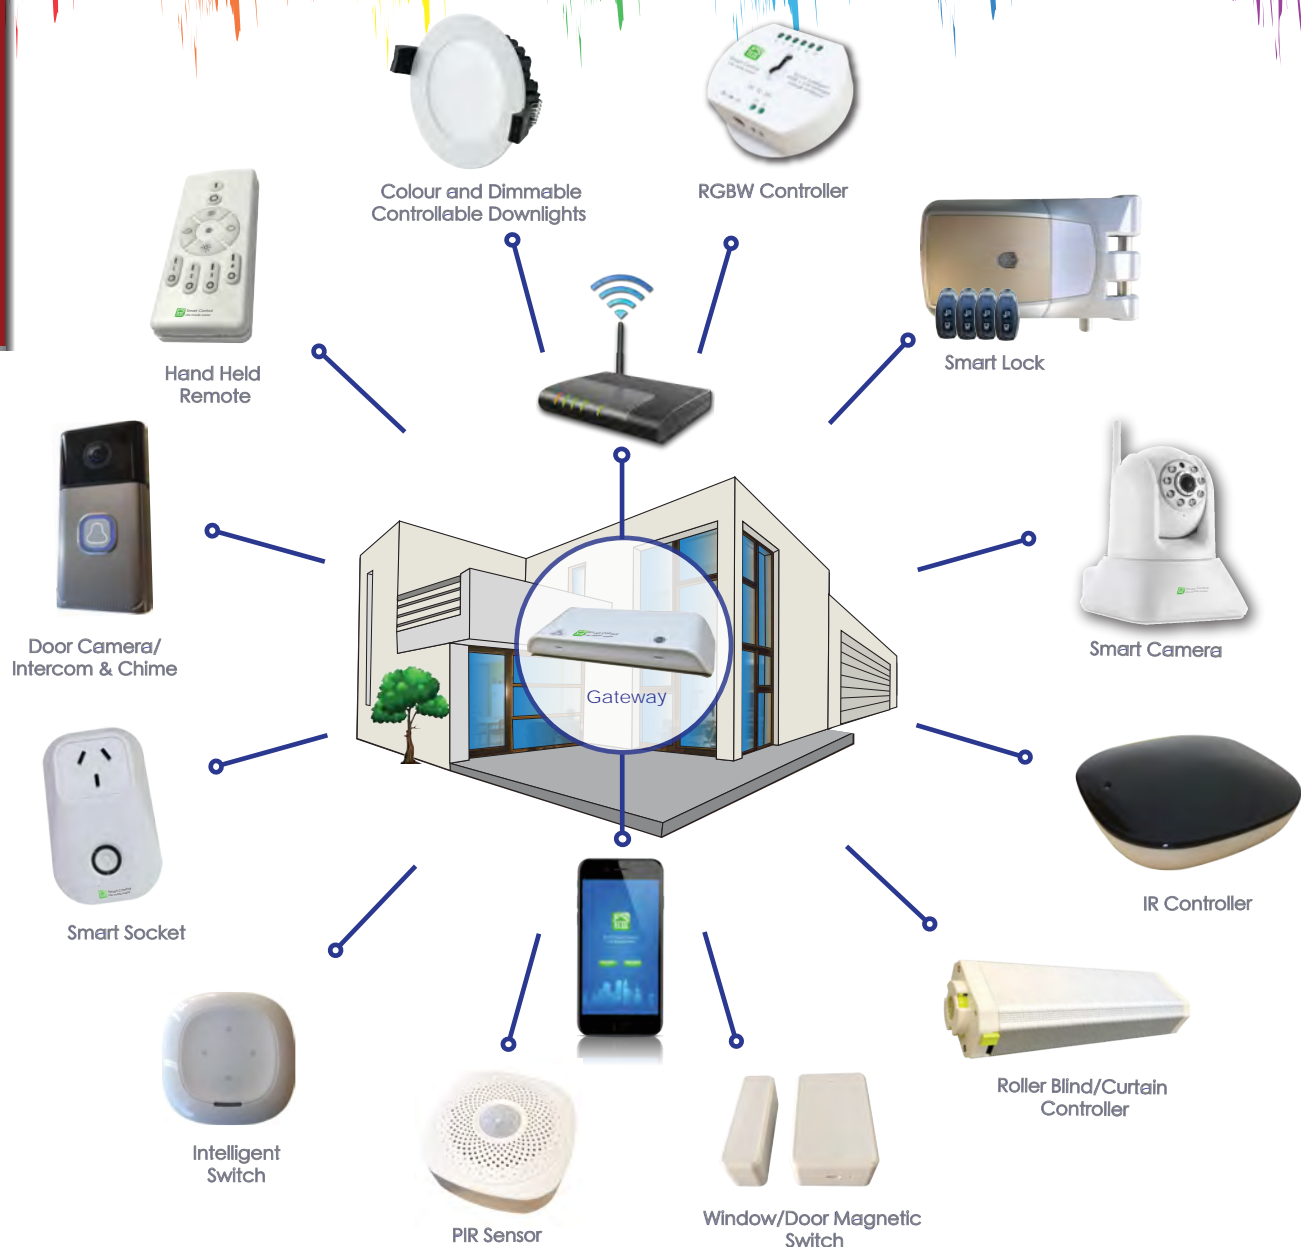 Colour and Dimmable
Controllable Downlights
RGBW Controller
Hand Held
Remote
Smart Lock
Door Camera/
Intercom & Chime
Smart Camera
Gateway
Smart Socket
IR Controller
Intelligent
Switch
Roller Blind/Curtain
Controller
PIR Sensor
Window/Door Magnetic
Switch